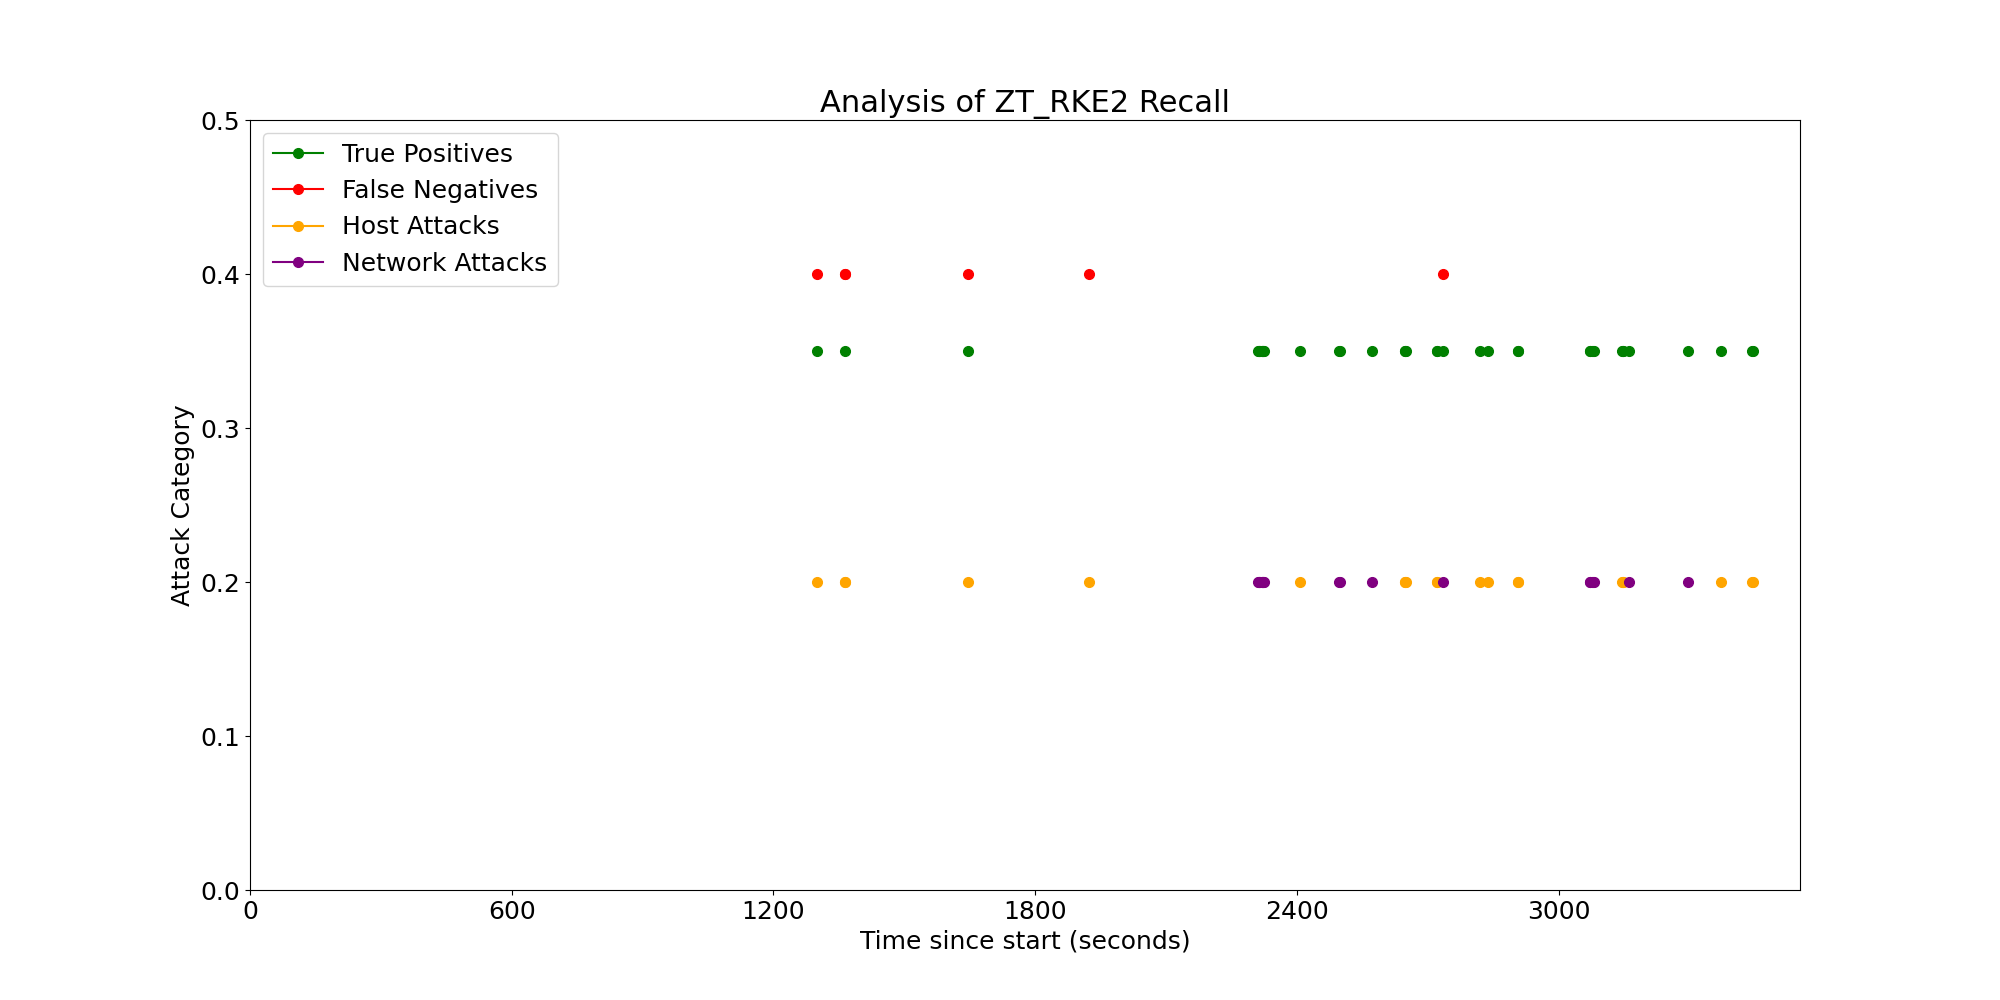 Analysis of ZT_RKE2 Recall
0.5
0.4
0.3
0.2
0.1
0.0
True Positives
False Negatives
Host Attacks
Network Attacks
Attack Category
0 600 1200 1800 2400 3000
Time since start (seconds)